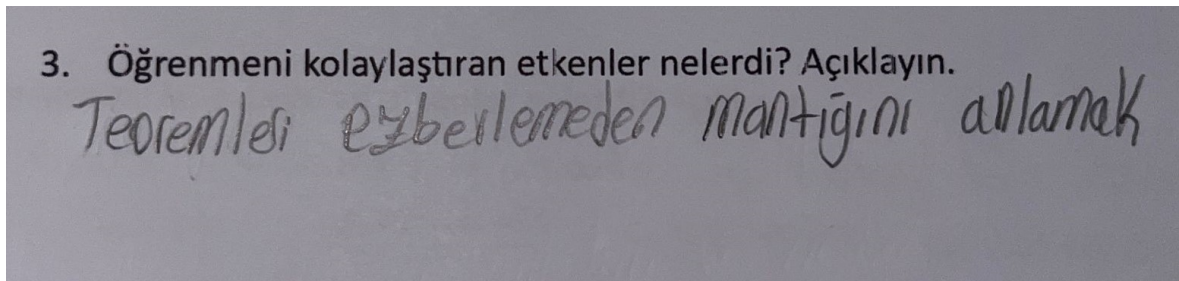 3. Öğrenmeni kolaylaştıran etkenler nelerdi? Açıklayın.
Teoremleri ezberlemeden mantığını anlamak